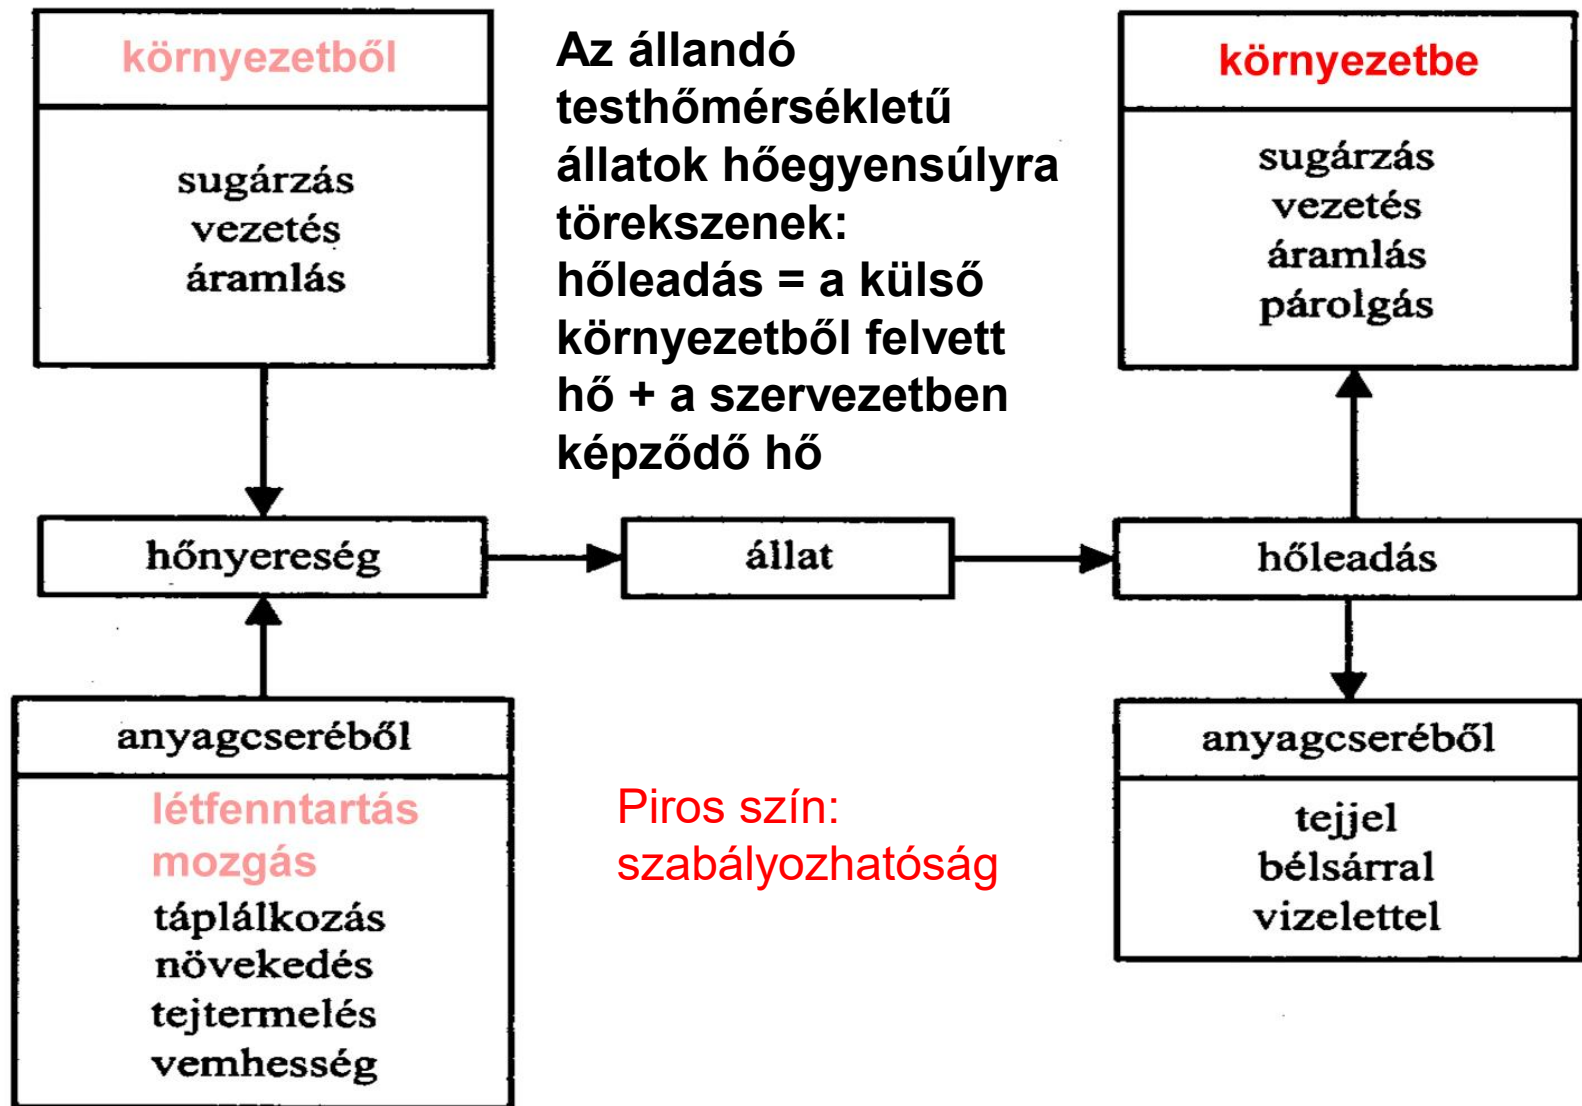 környezetből
sugárzás
vezetés
áramlás
Az állandó
testhőmérsékletű
állatok hőegyensúlyra
törekszenek:
hőleadás = a külső
környezetből felvett
hő + a szervezetben
képződő hő
környezetbe
sugárzás
vezetés
áramlás
párolgás
hőnyereség
állat
hőleadás
anyagcseréből
létfenntartás
mozgás
táplálkozás
növekedés
tejtermelés
vemhesség
Piros szín:
szabályozhatóság
anyagcseréből
tejjel
bélsárral
vizelettel